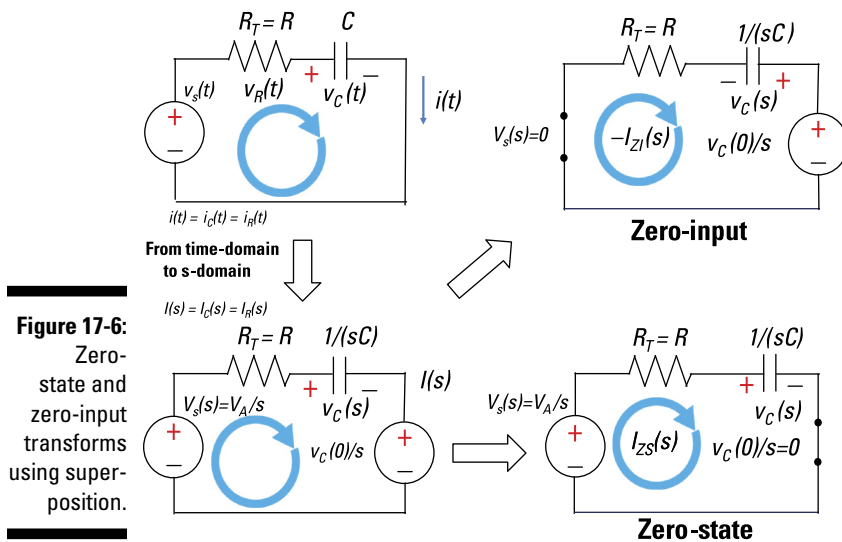 R_T = R
C
v_s(t)
+
−
v_R(t)
+
v_C(t)
−
i(t)
i(t) = i_C(t) = i_R(t)
From time-domain
to s-domain
I(s) = I_C(s) = I_R(s)
R_T = R
1/(sC)
V_s(s)=0
−
v_C(s)
+
−I_ZI(s)
v_C(0)/s
+
−
Zero-input
Figure 17-6:
Zero-
state and
zero-input
transforms
using super-
position.
R_T = R
1/(sC)
V_s(s)=V_A/s
+
−
+
v_C(s)
−
I(s)
v_C(0)/s
+
−
R_T = R
1/(sC)
V_s(s)=V_A/s
+
−
+
−
v_C(s)
I_ZS(s)
v_C(0)/s=0
Zero-state